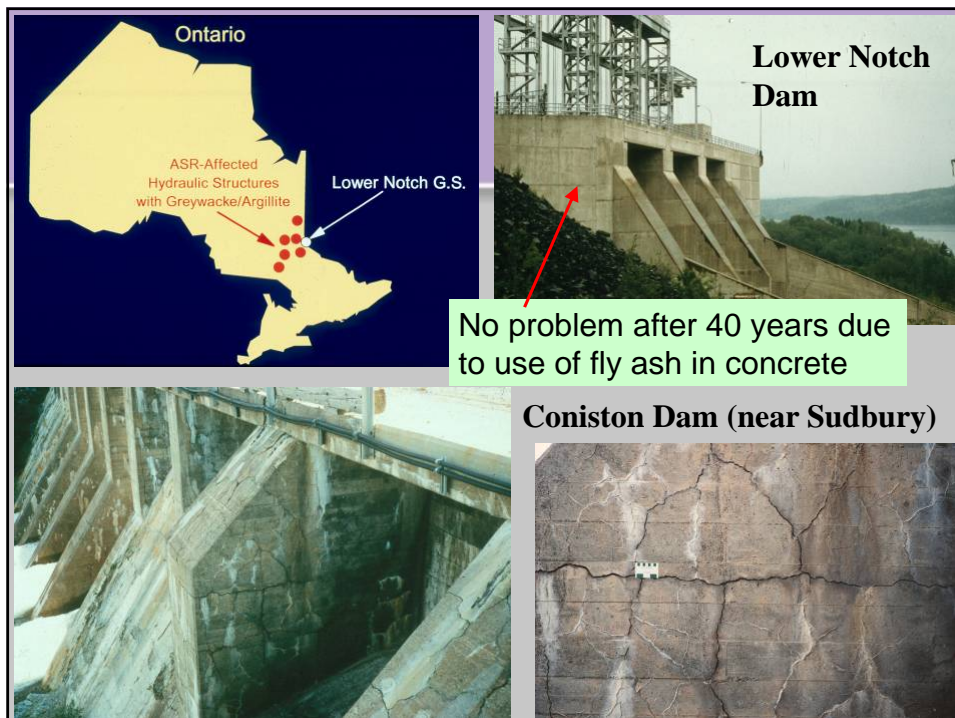 Ontario
ASR-Affected
Hydraulic Structures
with Greywacke/Argillite
Lower Notch G.S.
Lower Notch
Dam
No problem after 40 years due
to use of fly ash in concrete
Coniston Dam (near Sudbury)